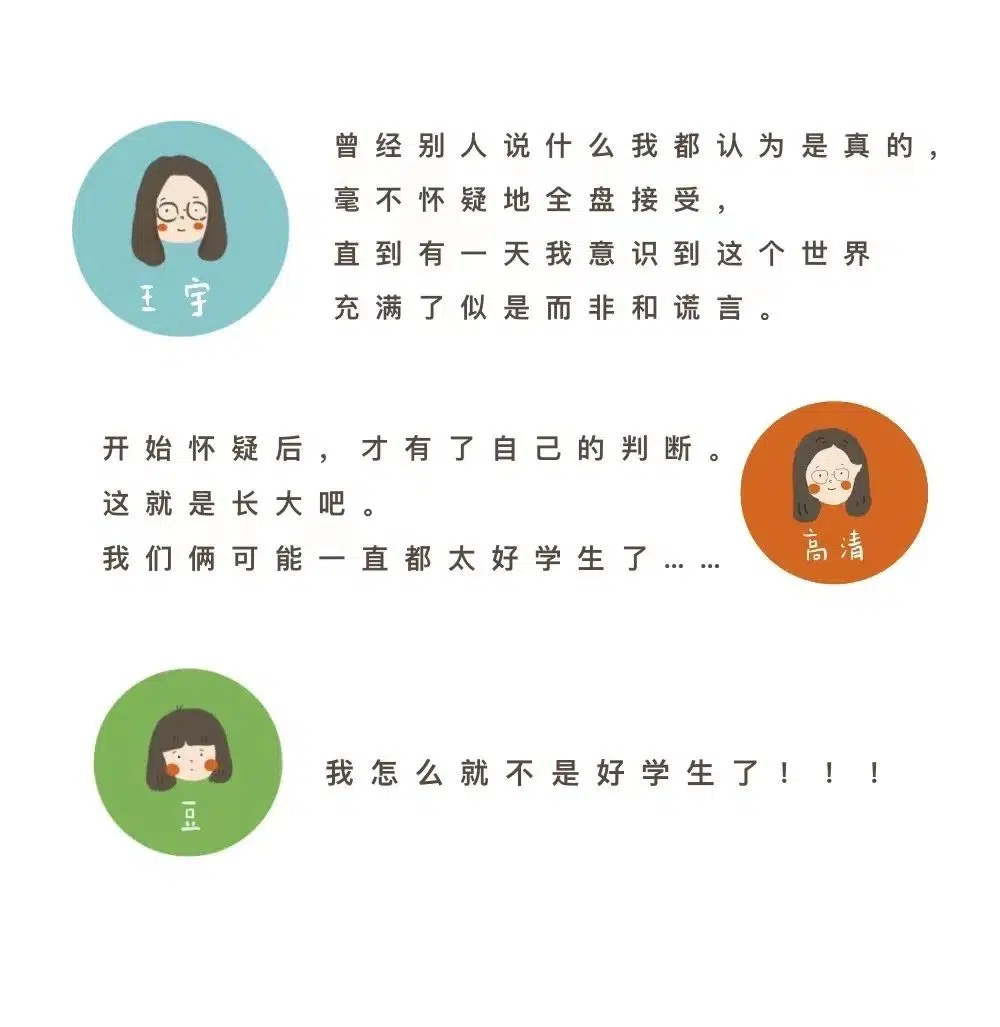 曾经别人说什么我都认为是真的，
毫不怀疑地全盘接受，
直到有一天我意识到这个世界
充满了似是而非和谎言。
王宇
开始怀疑后，才有了自己的判断。
这就是长大吧。
我们俩可能一直都太好学生了……
高清
我怎么就不是好学生了！！！
豆